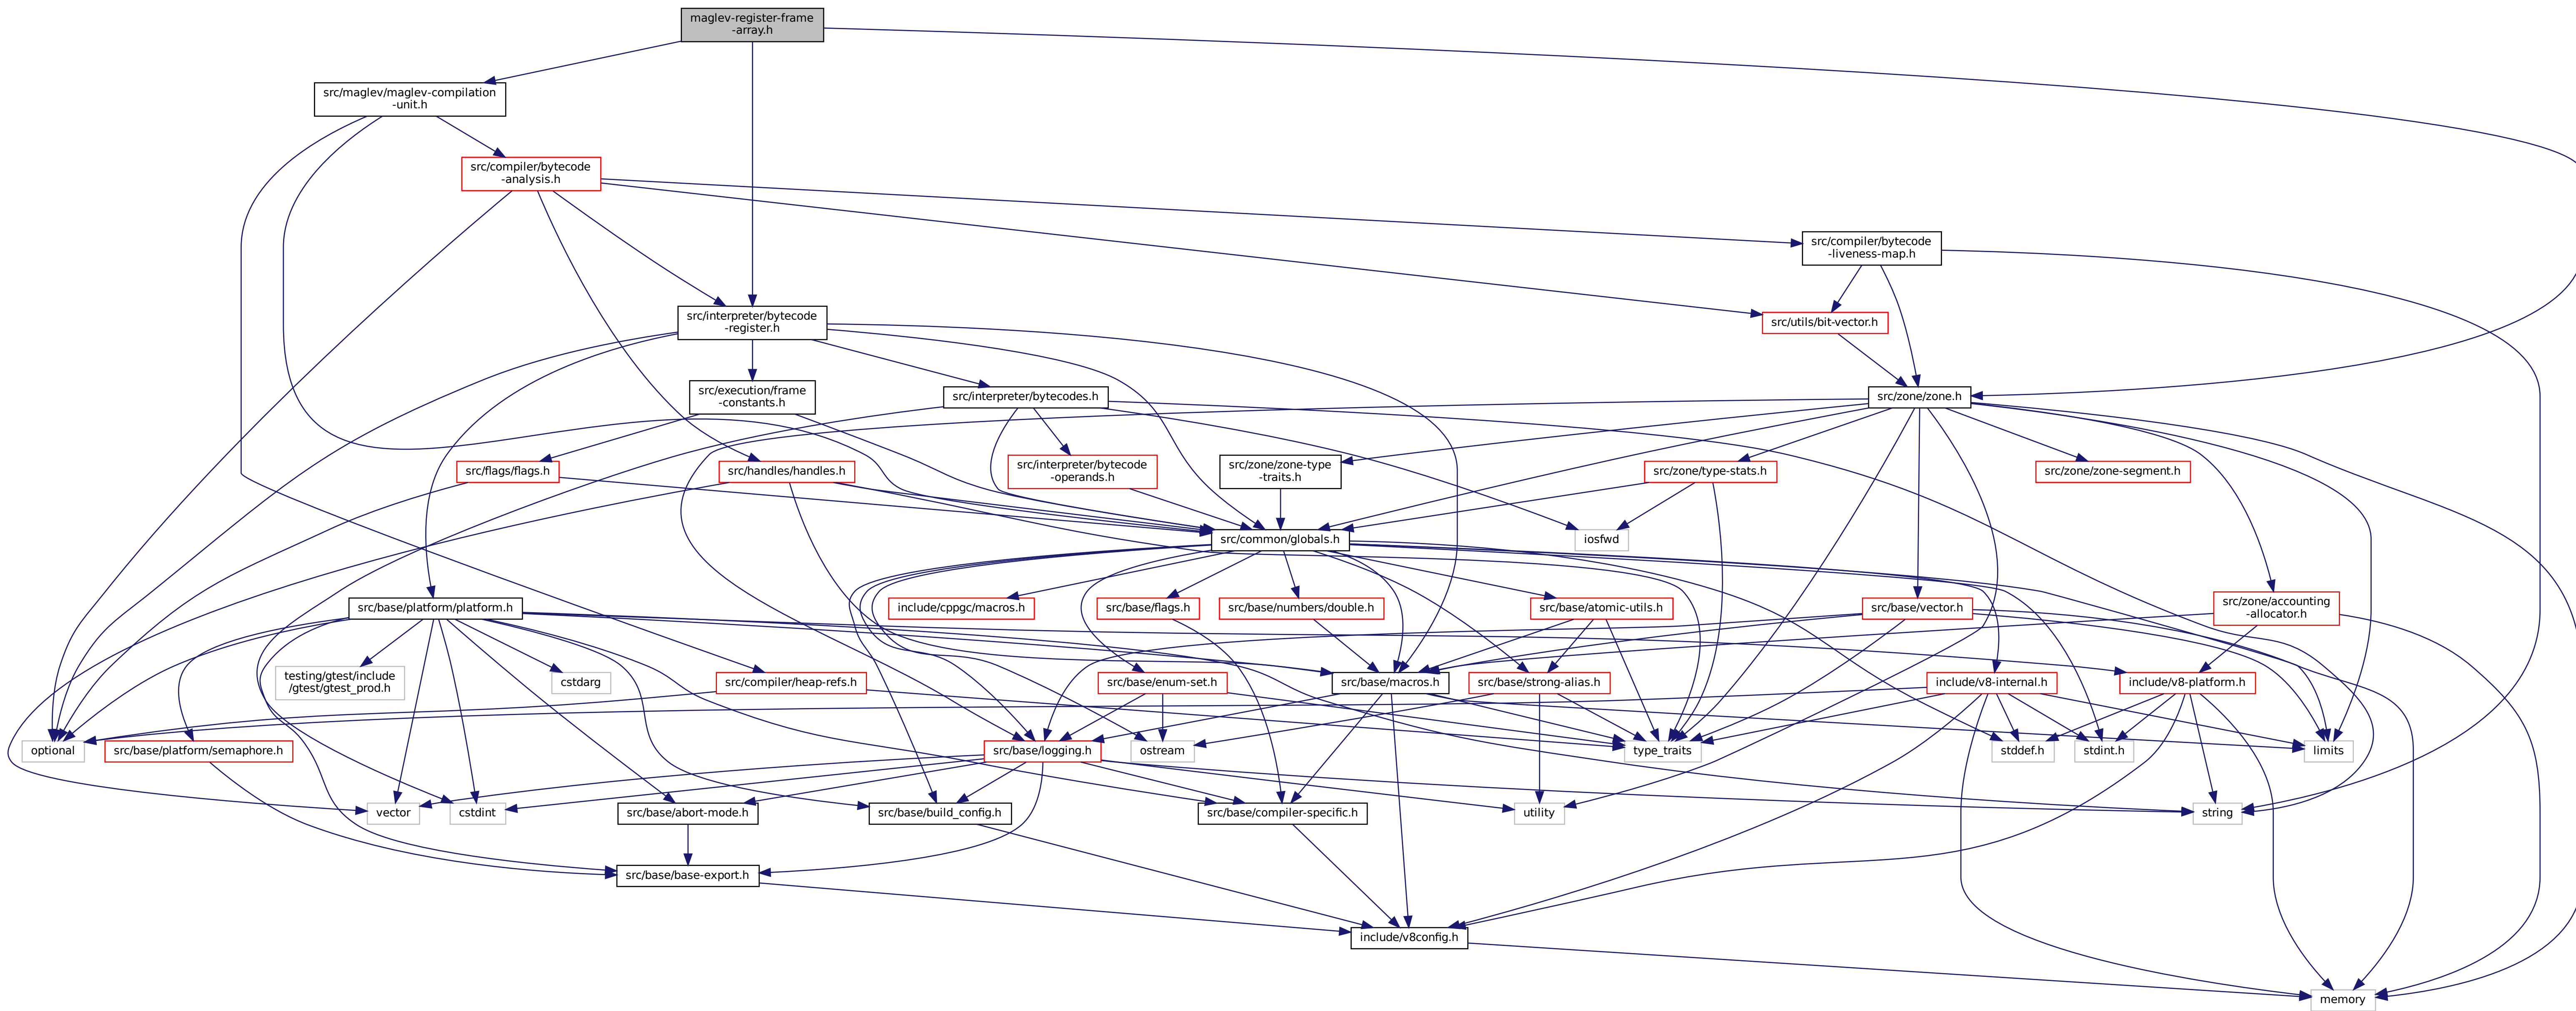 maglev-register-frame
-array.h
src/maglev/maglev-compilation
-unit.h
src/compiler/bytecode
-analysis.h
src/compiler/bytecode
-liveness-map.h
src/interpreter/bytecode
-register.h
src/utils/bit-vector.h
src/execution/frame
-constants.h
src/interpreter/bytecodes.h
src/zone/zone.h
src/flags/flags.h
src/handles/handles.h
src/interpreter/bytecode
-operands.h
src/zone/zone-type
-traits.h
src/zone/type-stats.h
src/zone/zone-segment.h
src/common/globals.h
iosfwd
src/base/platform/platform.h
include/cppgc/macros.h
src/base/flags.h
src/base/numbers/double.h
src/base/atomic-utils.h
src/base/vector.h
src/zone/accounting
-allocator.h
testing/gtest/include
/gtest/gtest_prod.h
cstdarg
src/compiler/heap-refs.h
src/base/enum-set.h
src/base/macros.h
src/base/strong-alias.h
include/v8-internal.h
include/v8-platform.h
optional
src/base/platform/semaphore.h
src/base/logging.h
ostream
type_traits
stddef.h
stdint.h
limits
vector
cstdint
src/base/abort-mode.h
src/base/build_config.h
src/base/compiler-specific.h
utility
string
src/base/base-export.h
include/v8config.h
memory